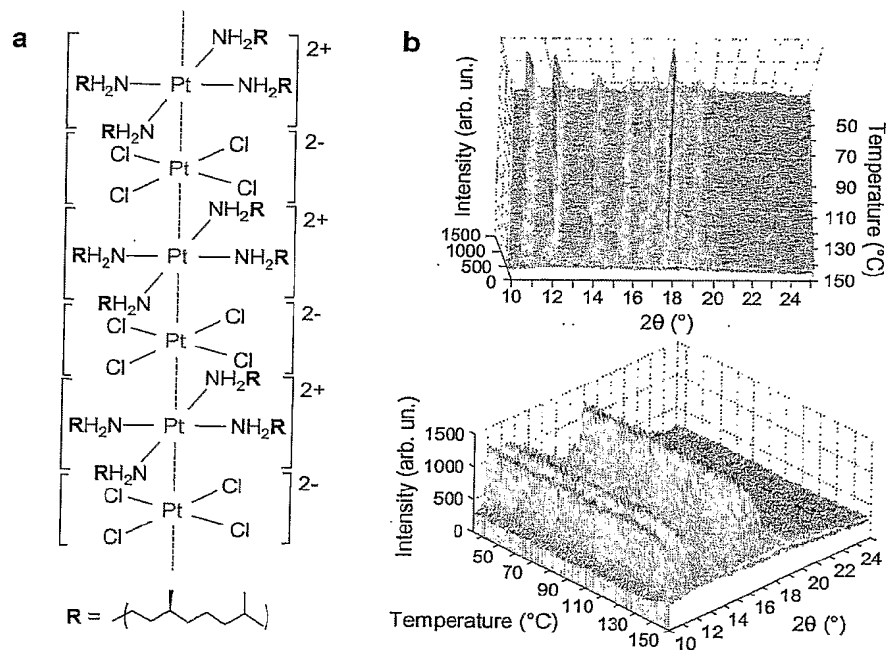 a
NH₂R
2+
RH₂N
Pt
NH₂R
RH₂N
Cl
Cl
2-
Pt
Cl
Cl
NH₂R
2+
RH₂N
Pt
NH₂R
RH₂N
Cl
Cl
2-
Pt
Cl
Cl
NH₂R
2+
RH₂N
Pt
NH₂R
RH₂N
Cl
Cl
2-
Pt
Cl
Cl
R =
b
Intensity (arb. un.)
1500
1000
500
0
10 12 14 16 18 20 22 24
2θ (°)
50
70
90
110
130
150
Temperature (°C)
Intensity (arb. un.)
1500
1000
500
0
50
70
90
110
130
150
Temperature (°C)
10 12 14 16 18 20 22 24
2θ (°)